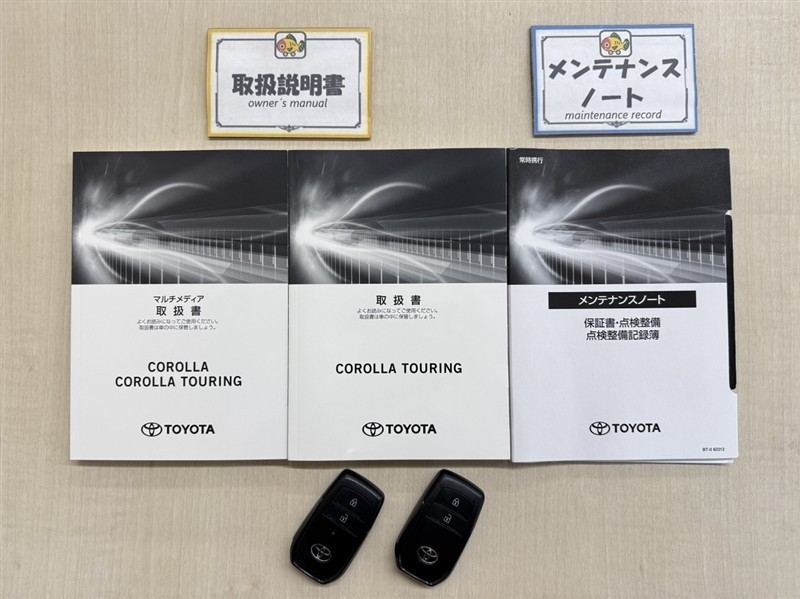 取扱説明書
owner's manual
メンテナンス
ノート
maintenance record
マルチメディア
取扱書
よくお読みになってご使用ください。
取扱書は車の中に保管しましょう。
COROLLA
COROLLA TOURING
TOYOTA
取扱書
よくお読みになってご使用ください。
取扱書は車の中に保管しましょう。
COROLLA TOURING
TOYOTA
常時携行
メンテナンスノート
保証書・点検整備
点検整備記録簿
TOYOTA